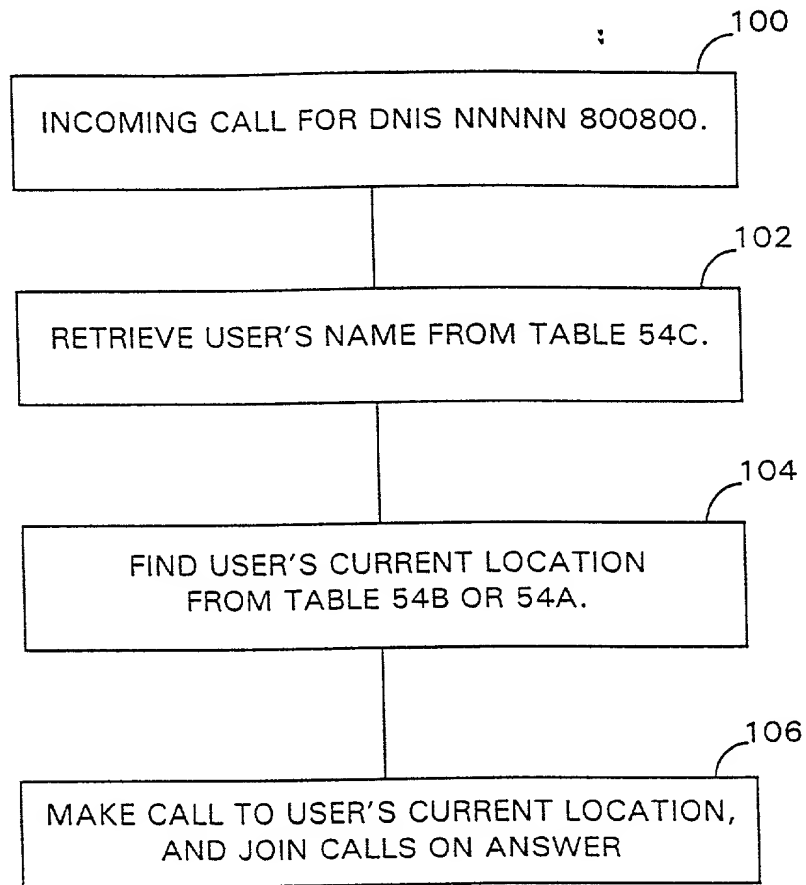 100
INCOMING CALL FOR DNIS NNNNN 800800.
102
RETRIEVE USER'S NAME FROM TABLE 54C.
104
FIND USER'S CURRENT LOCATION
FROM TABLE 54B OR 54A.
106
MAKE CALL TO USER'S CURRENT LOCATION,
AND JOIN CALLS ON ANSWER